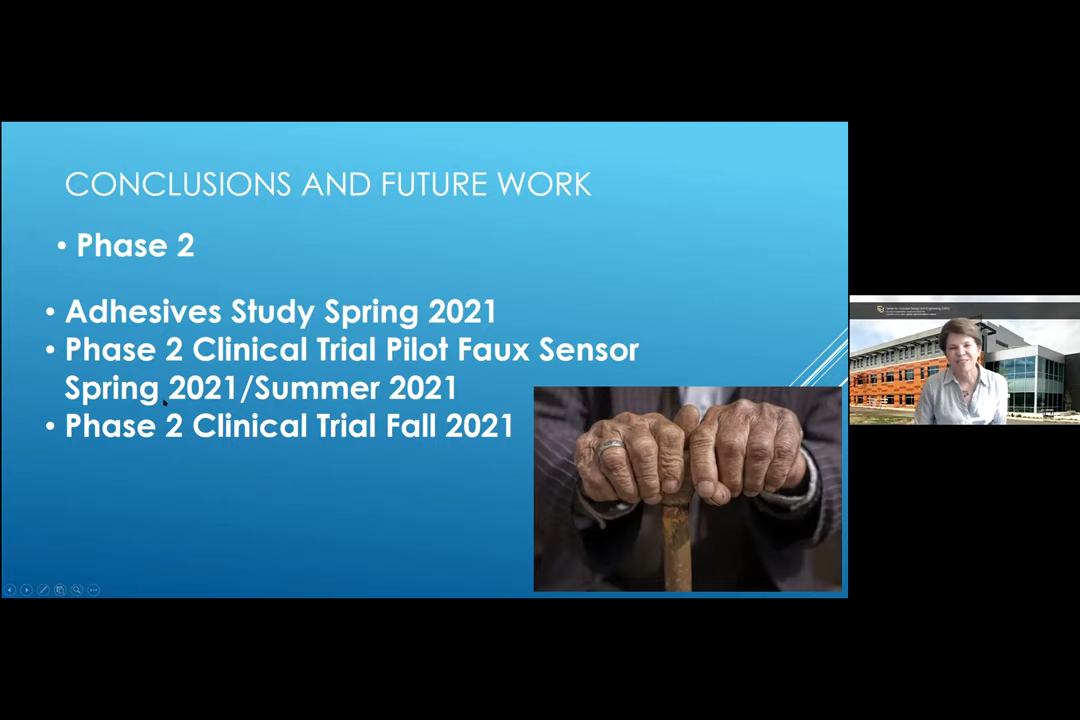 CONCLUSIONS AND FUTURE WORK
• Phase 2
• Adhesives Study Spring 2021
• Phase 2 Clinical Trial Pilot Faux Sensor
Spring 2021/Summer 2021
• Phase 2 Clinical Trial Fall 2021